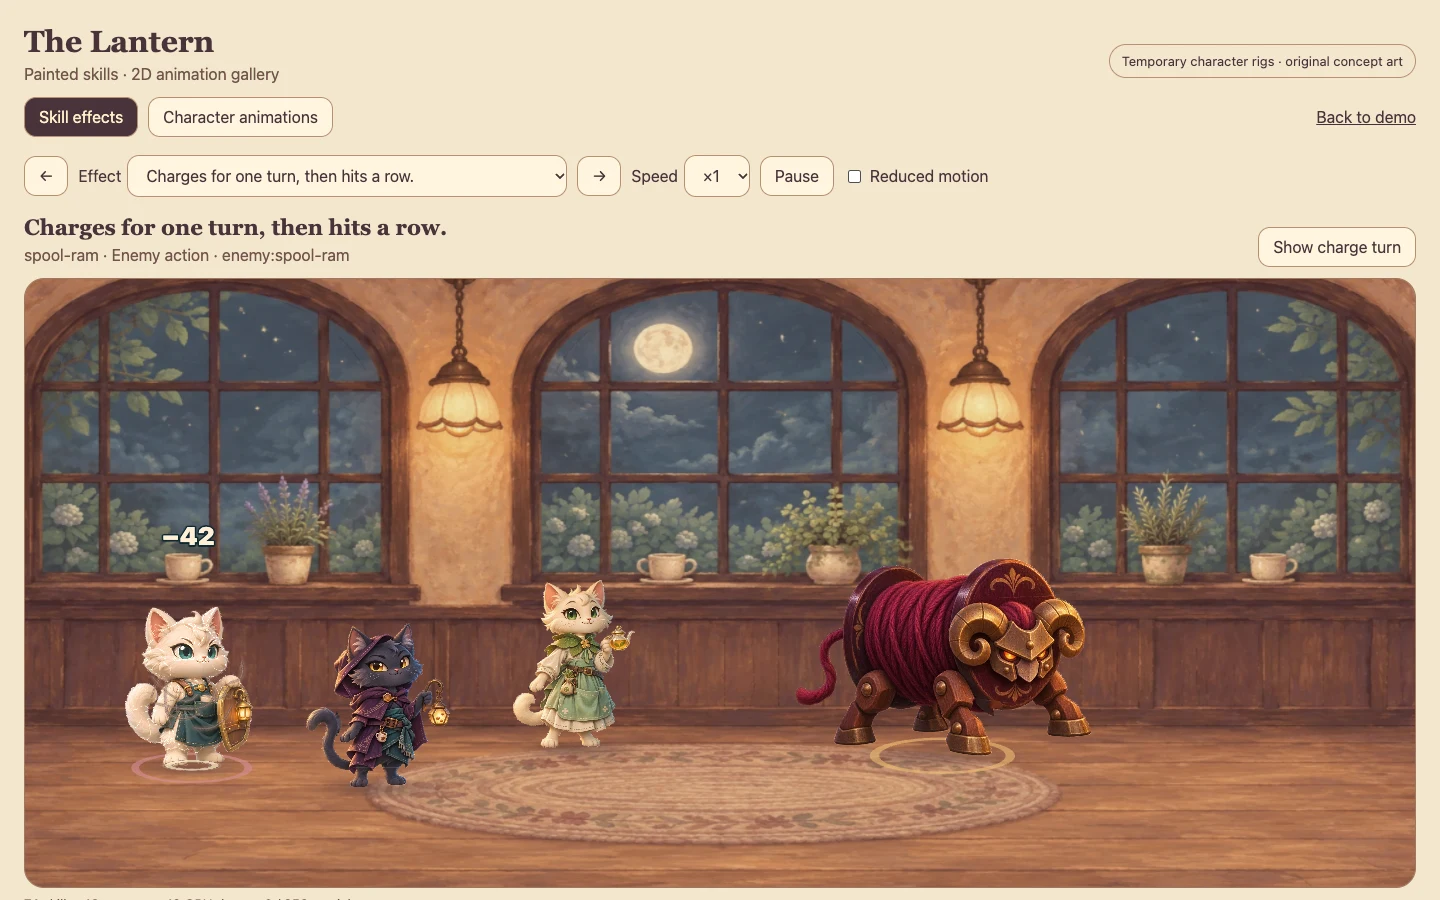 The Lantern
Painted skills · 2D animation gallery
Temporary character rigs · original concept art
Skill effects
Character animations
Back to demo
←
Effect
Charges for one turn, then hits a row.
→
Speed
×1
Pause
Reduced motion
Charges for one turn, then hits a row.
spool-ram · Enemy action · enemy:spool-ram
Show charge turn
−42